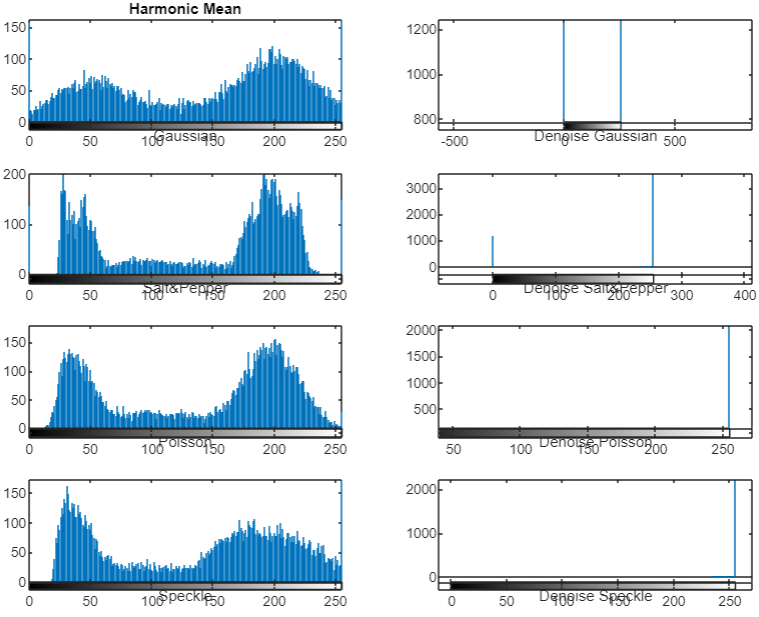 Harmonic Mean
150
100
50
0
0 50 100 150 200 250
Gaussian
1200
1000
800
-500 0 500
Denoise Gaussian
200
100
0
0 50 100 150 200 250
Salt&Pepper
3000
2000
1000
0
0 100 200 300 400
Denoise Salt&Pepper
150
100
50
0
0 50 100 150 200 250
Poisson
2000
1500
1000
500
50 100 150 200 250
Denoise Poisson
150
100
50
0
0 50 100 150 200 250
Speckle
2000
1000
0
0 50 100 150 200 250
Denoise Speckle